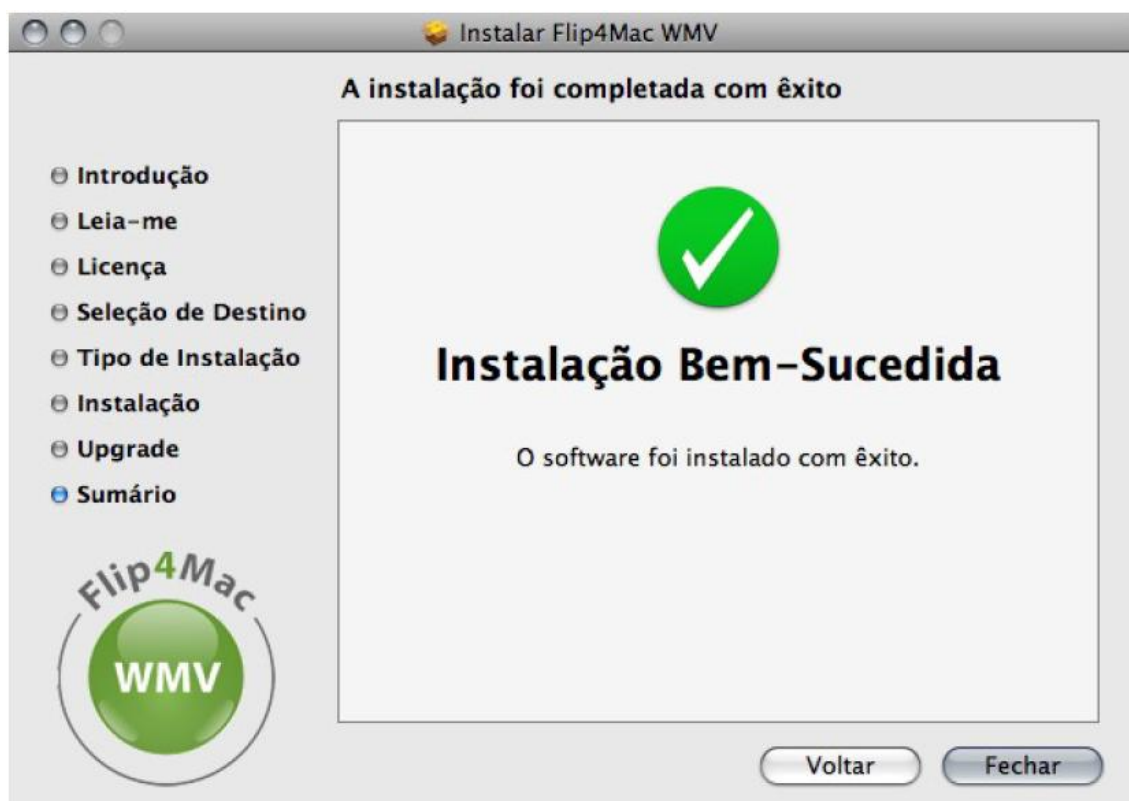 Instalar Flip4Mac WMV
A instalação foi completada com êxito
Introdução
Leia-me
Licença
Seleção de Destino
Tipo de Instalação
Instalação
Upgrade
Sumário
Flip4Mac
WMV
Instalação Bem-Sucedida
O software foi instalado com êxito.
Voltar
Fechar